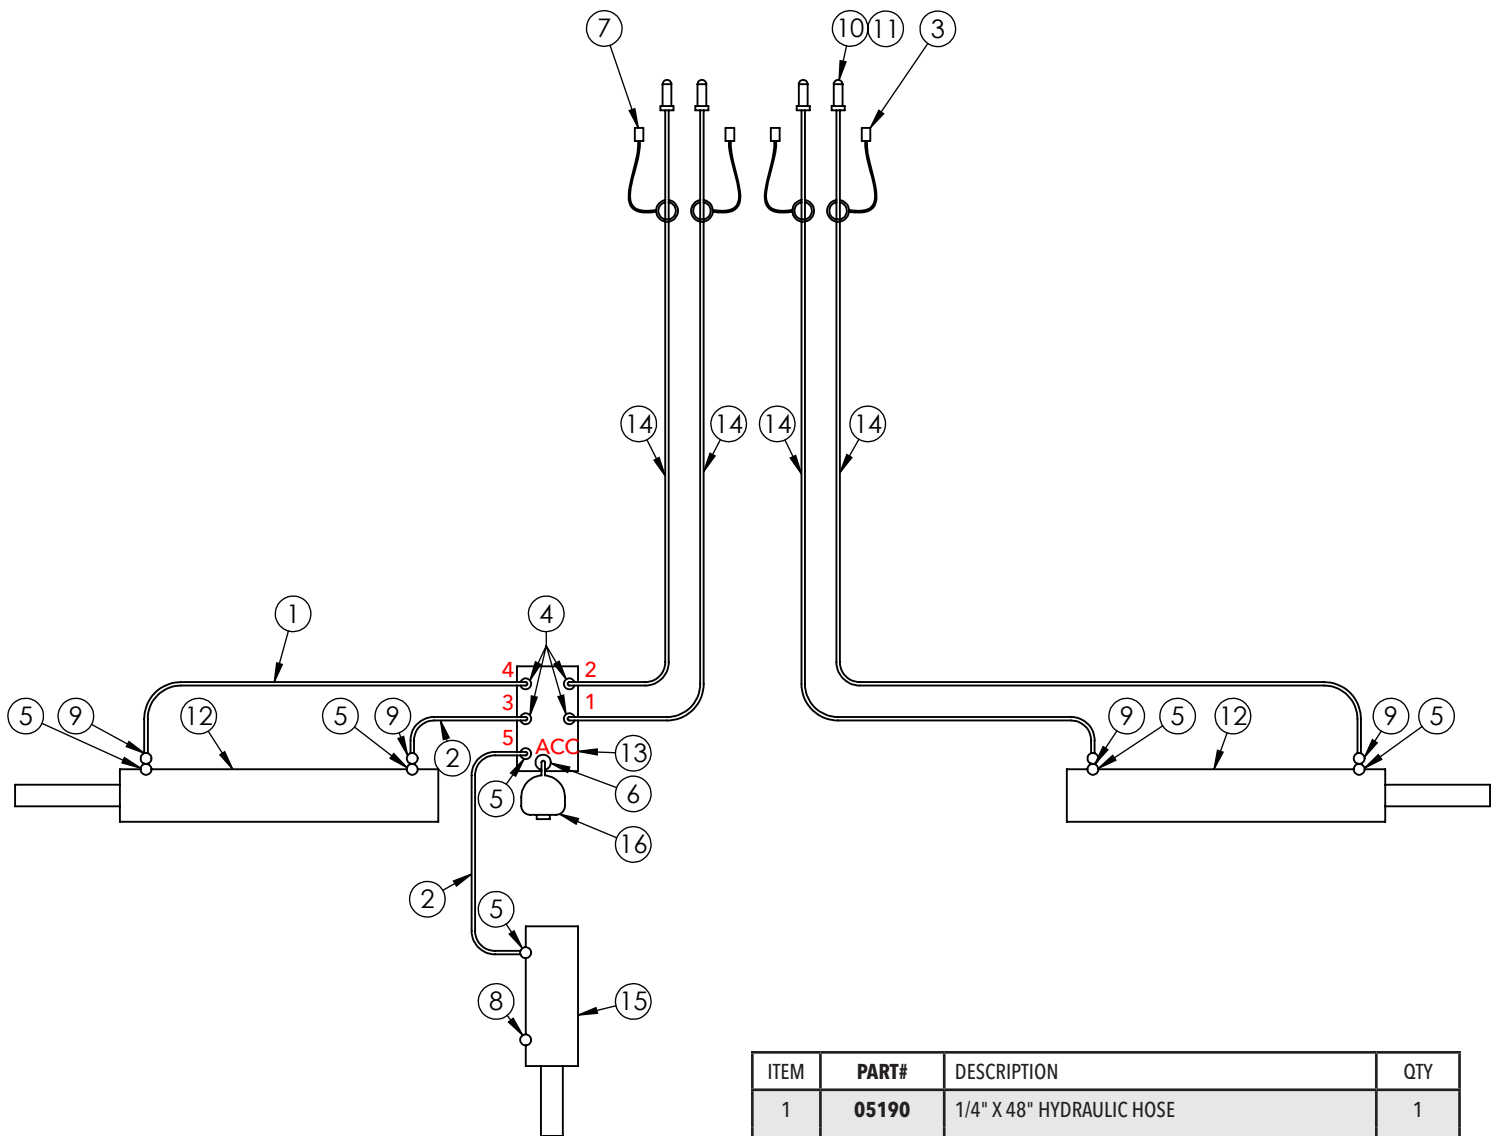 7 10 11 3
14 14 14 14
1 4
4 2
3 1
5 9 12 5 9 2
9 5 12 9 5
5 ACC 13
5 6
16
2
5
8 15
ITEM PART# DESCRIPTION QTY
1 05190 1/4" X 48" HYDRAULIC HOSE 1